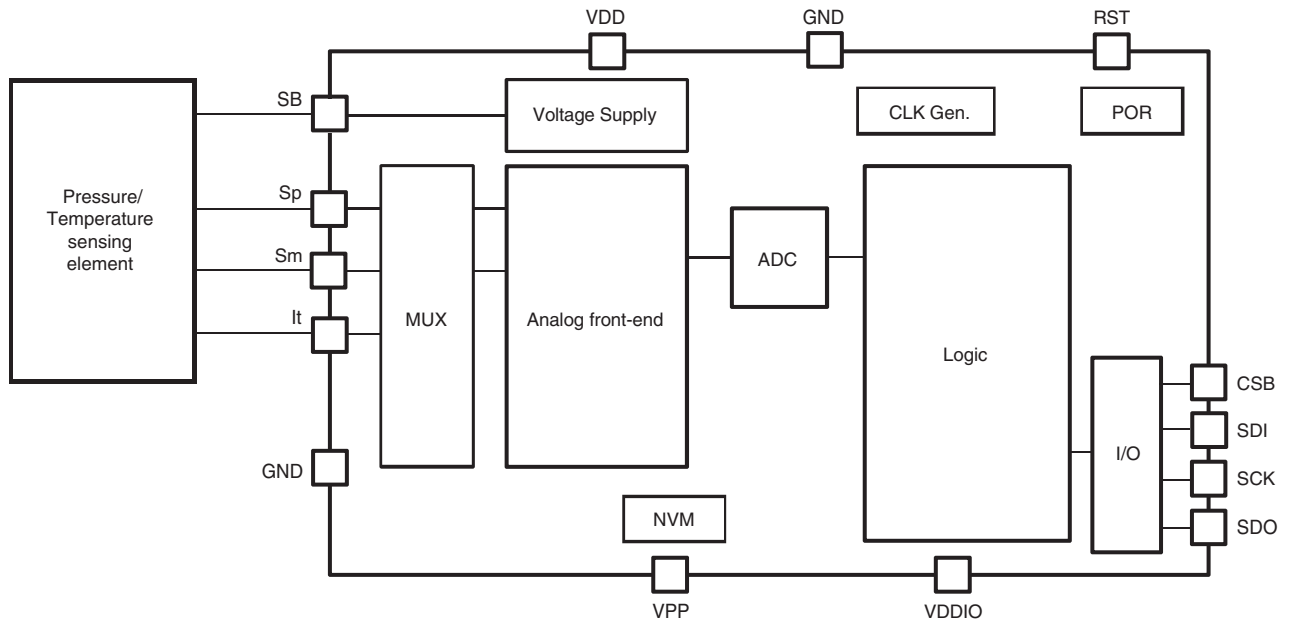 VDD
GND
RST
SB
Voltage Supply
CLK Gen.
POR
Pressure/
Temperature
sensing
element
Sp
Sm
It
MUX
Analog front-end
ADC
Logic
CSB
SDI
I/O
SCK
SDO
GND
NVM
VPP
VDDIO